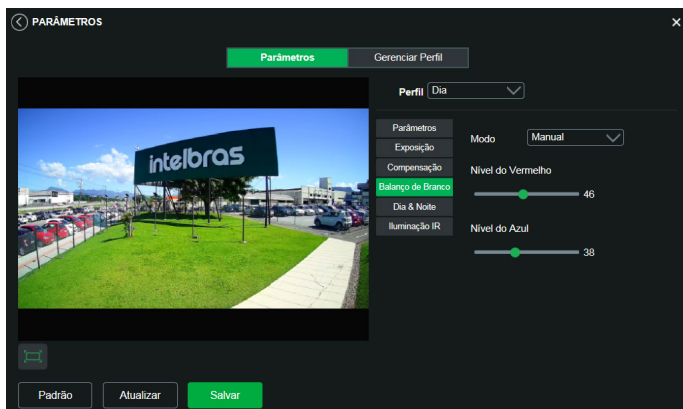 PARÂMETROS
×
Parâmetros
Gerenciar Perfil
Perfil
Dia
intelbras
Parâmetros
Exposição
Compensação
Balanço de Branco
Dia & Noite
Iluminação IR
Modo
Manual
Nível do Vermelho
46
Nível do Azul
38
Padrão
Atualizar
Salvar